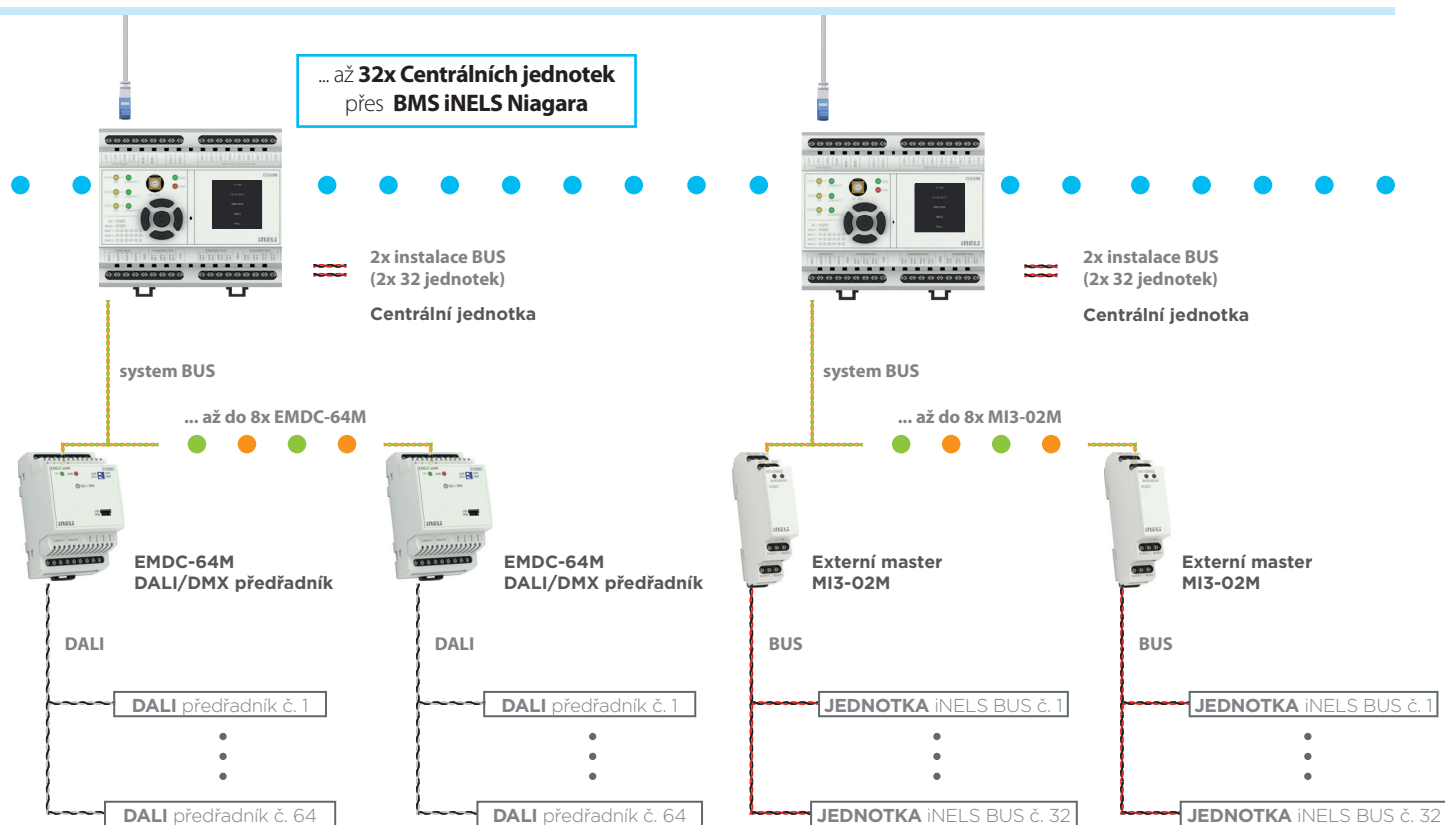 ... až 32x Centrálních jednotek
přes BMS iNELS Niagara
iNELS
2x instalace BUS
(2x 32 jednotek)
Centrální jednotka
iNELS
2x instalace BUS
(2x 32 jednotek)
Centrální jednotka
system BUS
system BUS
... až do 8x EMDC-64M
... až do 8x MI3-02M
iNELS
EMDC-64M
DALI/DMX předřadník
iNELS
EMDC-64M
DALI/DMX předřadník
Externí master
MI3-02M
Externí master
MI3-02M
DALI
DALI
BUS
BUS
DALI předřadník č. 1
DALI předřadník č. 1
JEDNOTKA iNELS BUS č. 1
JEDNOTKA iNELS BUS č. 1
DALI předřadník č. 64
DALI předřadník č. 64
JEDNOTKA iNELS BUS č. 32
JEDNOTKA iNELS BUS č. 32